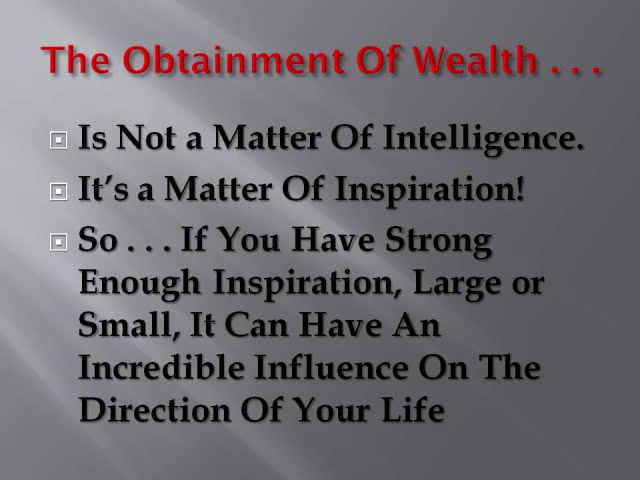 The Obtainment Of Wealth . . .
Is Not a Matter Of Intelligence.
It's a Matter Of Inspiration!
So . . . If You Have Strong
Enough Inspiration, Large or
Small, It Can Have An
Incredible Influence On The
Direction Of Your Life